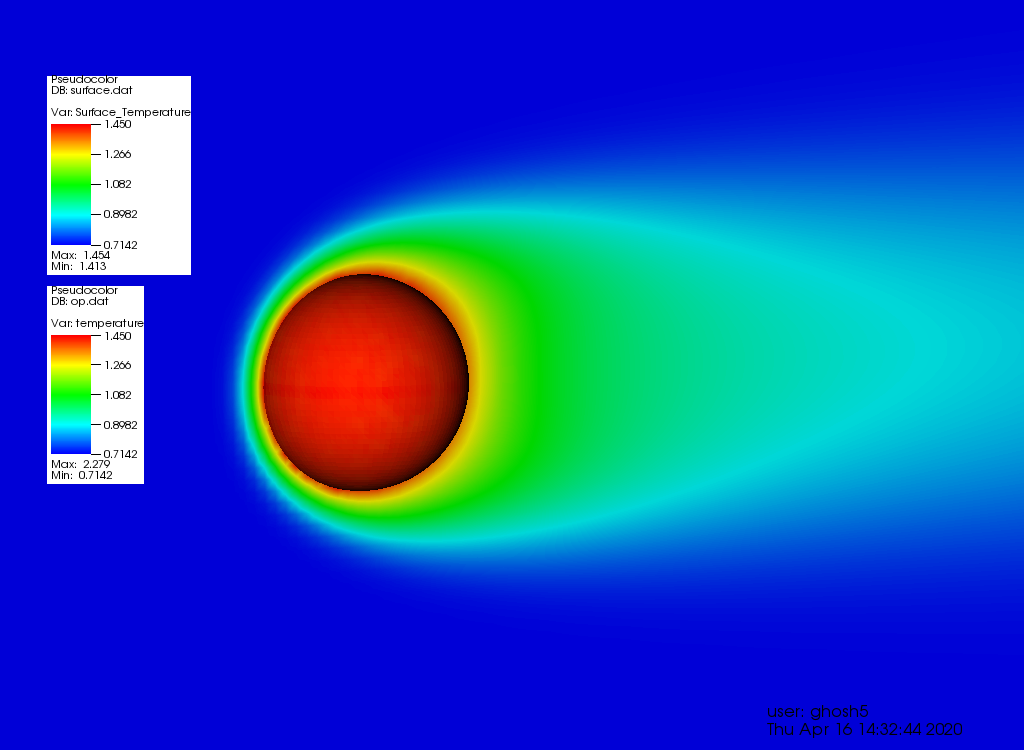 Pseudocolor
DB: surface.dat
Var: Surface_Temperature
1.450
1.266
1.082
0.8982
0.7142
Max: 1.454
Min: 1.413
Pseudocolor
DB: op.dat
Var: temperature
1.450
1.266
1.082
0.8982
0.7142
Max: 2.279
Min: 0.7142
user: ghosh5
Thu Apr 16 14:32:44 2020